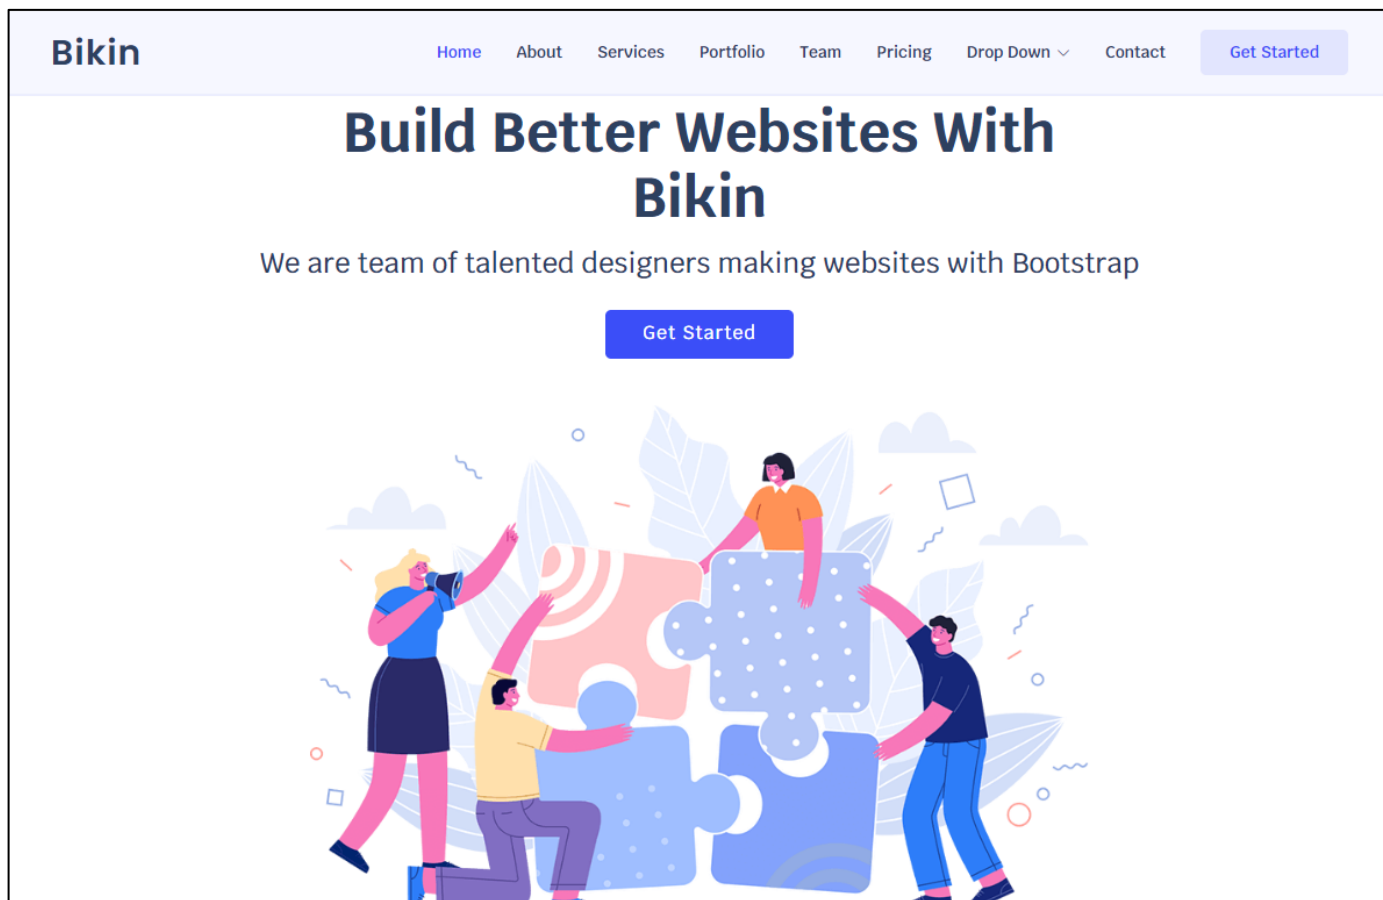 Bikin
Home About Services Portfolio Team Pricing Drop Down Contact Get Started
Build Better Websites With
Bikin
We are team of talented designers making websites with Bootstrap
Get Started